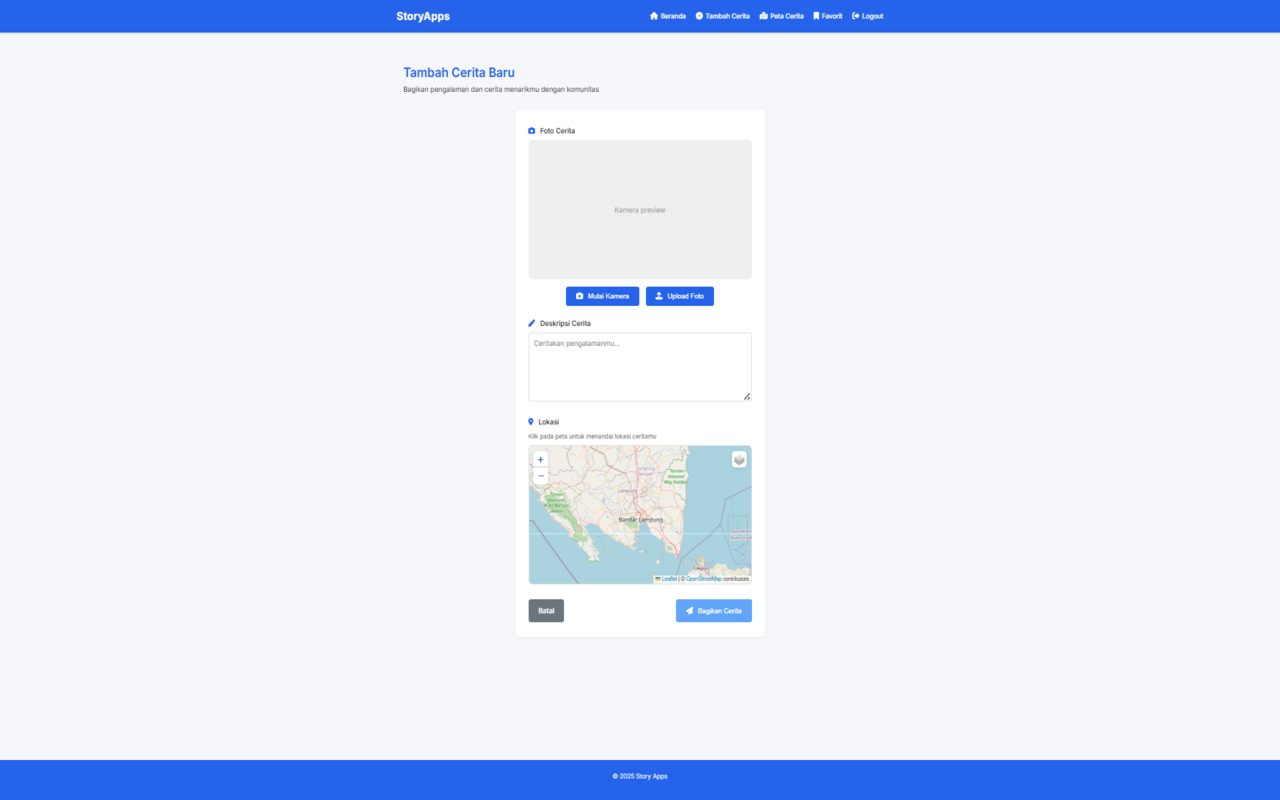 StoryApps
Beranda Tambah Cerita Peta Cerita Favorit Logout
Tambah Cerita Baru
Bagikan pengalaman dan cerita menarikmu dengan komunitas
Foto Cerita
Kamera preview
Mulai Kamera Upload Foto
Deskripsi Cerita
Ceritakan pengalamanmu...
Lokasi
Klik pada peta untuk menandai lokasi ceritamu
+
−
Lampung
Bandar Lampung
Cilegon
Leaflet | © OpenStreetMap contributors
Batal Bagikan Cerita
© 2025 Story Apps